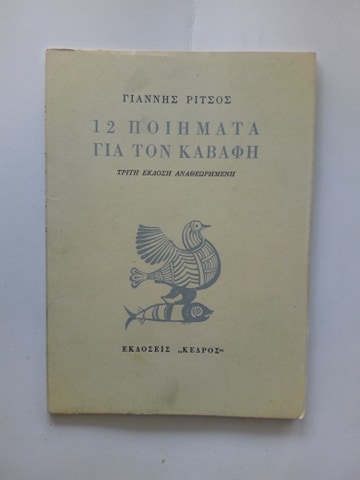 ΓΙΑΝΝΗΣ ΡΙΤΣΟΣ
12 ΠΟΙΗΜΑΤΑ
ΓΙΑ ΤΟΝ ΚΑΒΑΦΗ
ΤΡΙΤΗ ΕΚΔΟΣΗ ΑΝΑΘΕΩΡΗΜΕΝΗ
ΕΚΔΟΣΕΙΣ „ΚΕΔΡΟΣ“